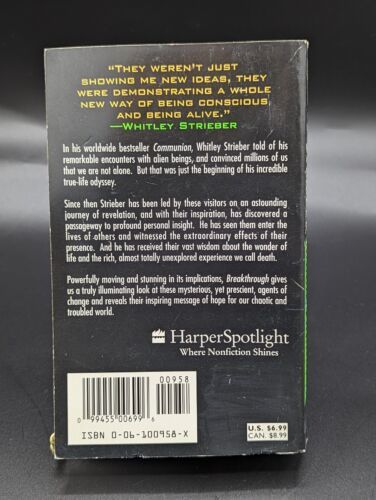 “THEY WEREN’T JUST
SHOWING ME NEW IDEAS, THEY
WERE DEMONSTRATING A WHOLE
NEW WAY OF BEING CONSCIOUS
AND BEING ALIVE.”
—WHITLEY STRIEBER
In his worldwide bestseller Communion, Whitley Strieber told of his
remarkable encounters with alien beings, and convinced millions of us
that we are not alone. But that was just the beginning of his incredible
true-life odyssey.
Since then Strieber has been led by these visitors on an astounding
journey of revelation, and with their inspiration, has discovered a
passageway to profound personal insight. He has seen them enter the
lives of others and witnessed the extraordinary effects of their
presence. And he has received their vast wisdom about the wonder of
life and the rich, almost totally unexplored experience we call death.
Powerfully moving and stunning in its implications, Breakthrough gives
us a truly illuminating look at these mysterious, yet prescient, agents of
change and reveals their inspiring message of hope for our chaotic and
troubled world.
HarperSpotlight
Where Nonfiction Shines
00958
0 99455 00699 6
ISBN 0-06-100958-X
U.S. $6.99
CAN. $8.99